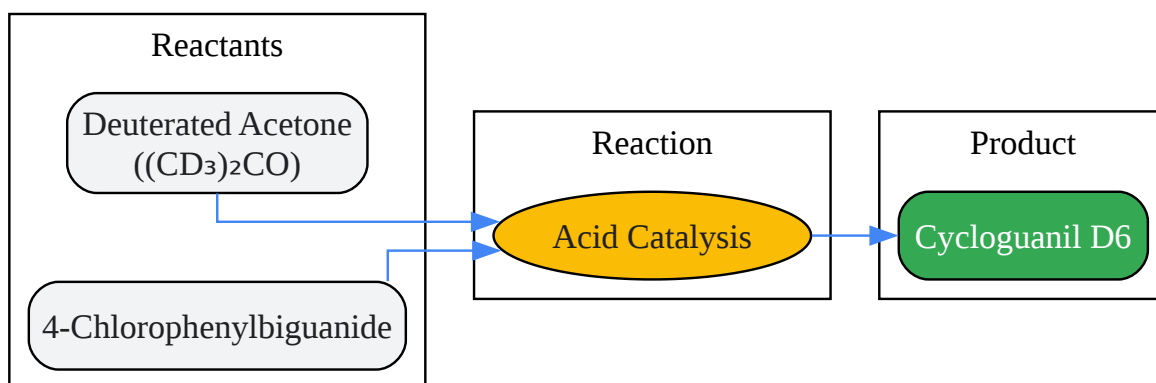 Reactants
Deuterated Acetone
((CD₃)₂CO)
4-Chlorophenylbiguanide
Reaction
Acid Catalysis
Product
Cycloguanil D6